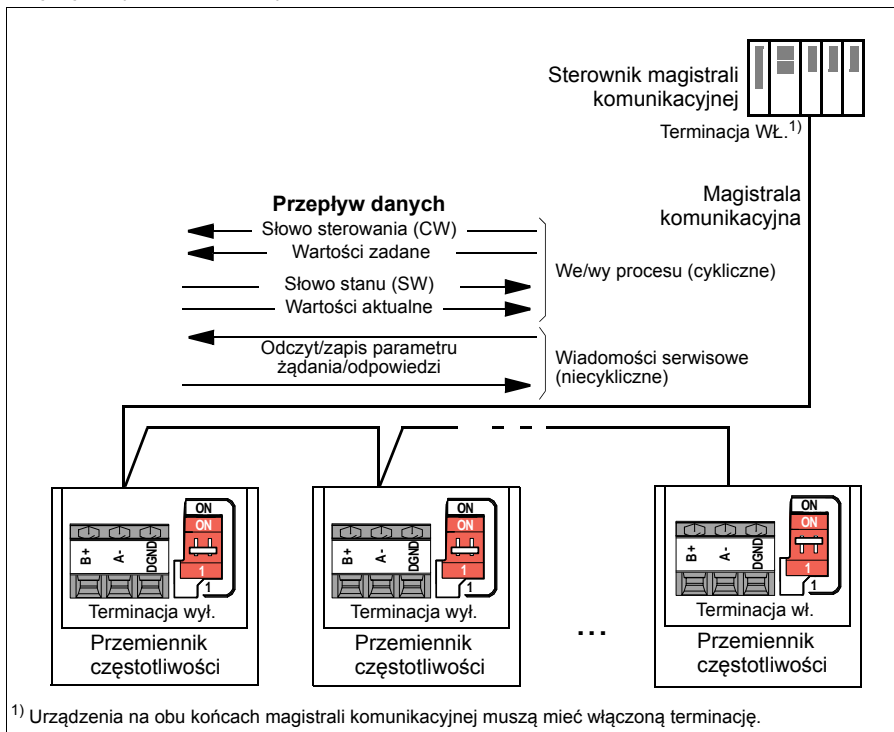 Sterownik magistrali
komunikacyjnej
Terminacja WŁ.1)
Magistrala
komunikacyjna
Przepływ danych
Słowo sterowania (CW)
Wartości zadane
Słowo stanu (SW)
Wartości aktualne
We/wy procesu (cykliczne)
Odczyt/zapis parametru
żądania/odpowiedzi
Wiadomości serwisowe
(niecykliczne)
B+ A- DGND
ON
ON
1
1
Terminacja wył.
Przemiennik
częstotliwości
B+ A- DGND
ON
ON
1
1
Terminacja wył.
Przemiennik
częstotliwości
...
B+ A- DGND
ON
ON
1
1
Terminacja wł.
Przemiennik
częstotliwości
1) Urządzenia na obu końcach magistrali komunikacyjnej muszą mieć włączoną terminację.